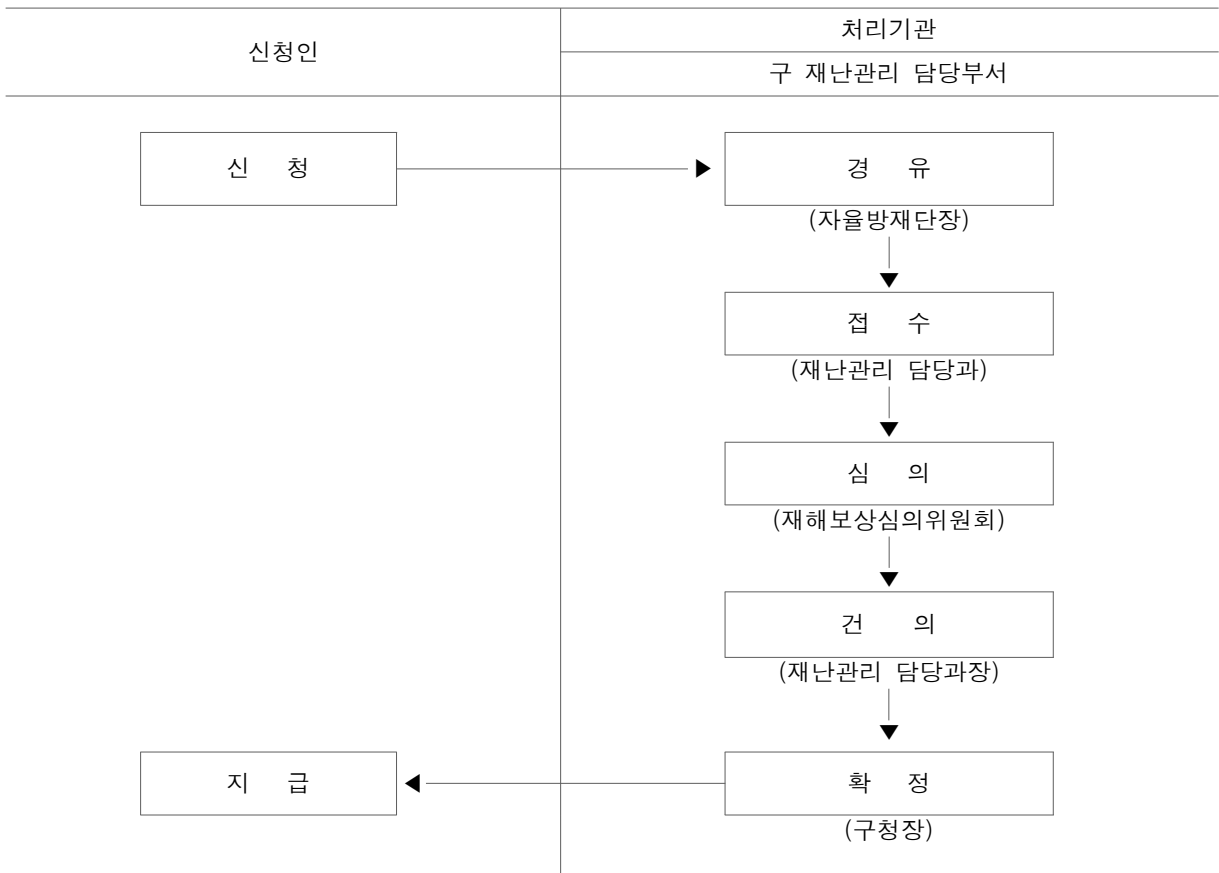 신청인
처리기관
구 재난관리 담당부서
신 청
경 유
(자율방재단장)
접 수
(재난관리 담당과)
심 의
(재해보상심의위원회)
건 의
(재난관리 담당과장)
지 급
확 정
(구청장)